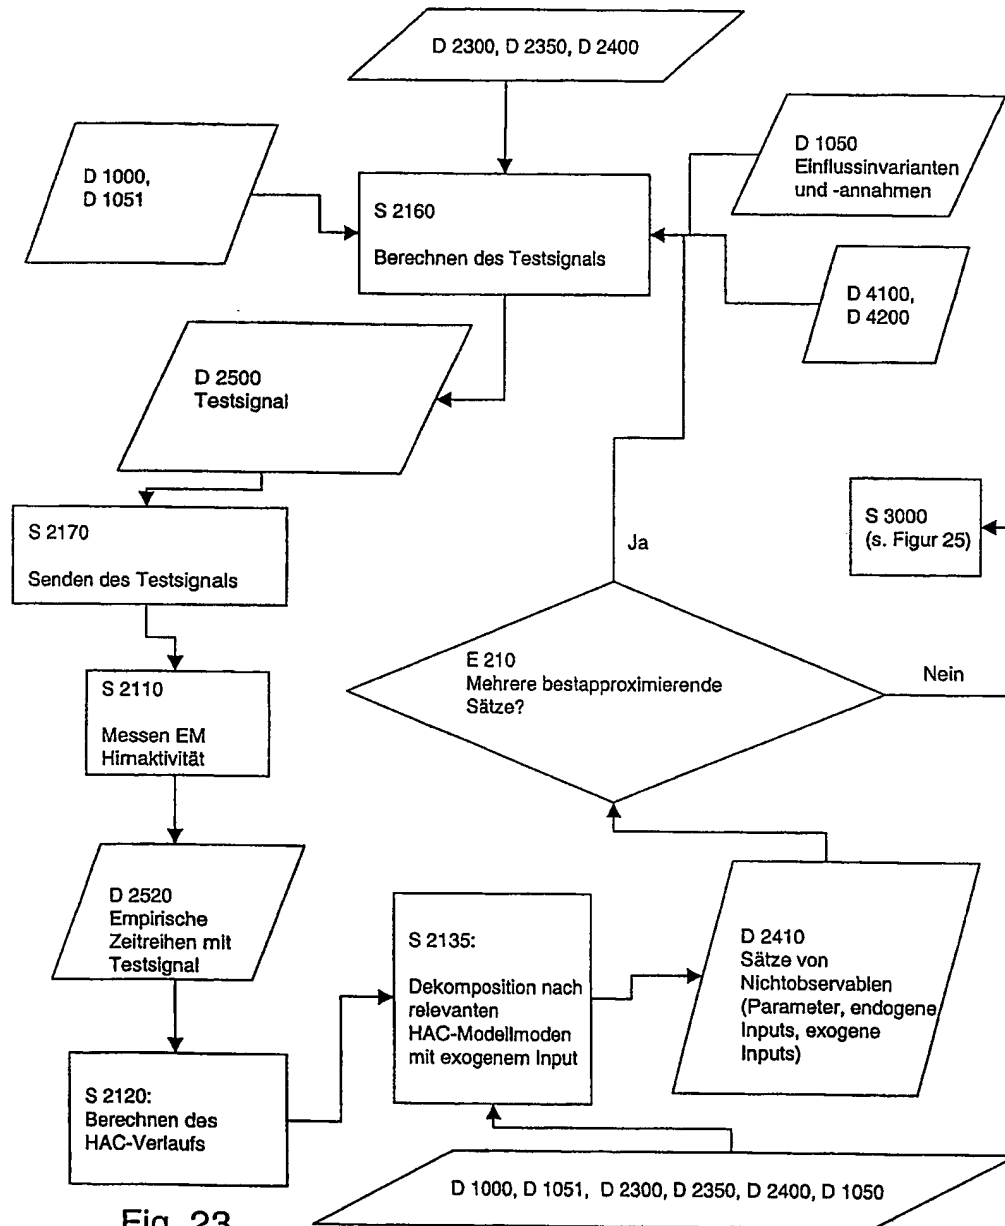 D 2300, D 2350, D 2400
D 1000,
D 1051
D 1050
Einflussinvarianten
und -annahmen
S 2160
Berechnen des Testsignals
D 4100,
D 4200
D 2500
Testsignal
S 2170
Senden des Testsignals
S 3000
(s. Figur 25)
Ja
E 210
Mehrere bestapproximierende
Sätze?
Nein
S 2110
Messen EM
Hirnaktivität
D 2520
Empirische
Zeitreihen mit
Testsignal
S 2135:
Dekomposition nach
relevanten
HAC-Modellmoden
mit exogenem Input
D 2410
Sätze von
Nichtobservablen
(Parameter, endogene
Inputs, exogene
Inputs)
S 2120:
Berechnen des
HAC-Verlaufs
D 1000, D 1051, D 2300, D 2350, D 2400, D 1050
Fig. 23